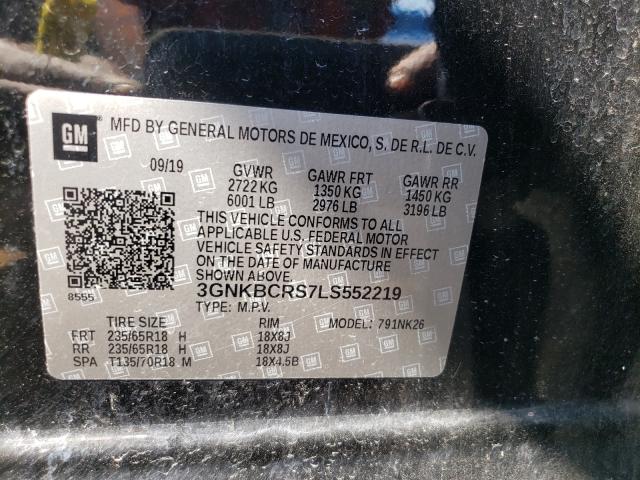 GM ® MFD BY GENERAL MOTORS DE MEXICO, S. DE R.L. DE C.V.
09/19 GVWR GAWR FRT GAWR RR
2722 KG 1350 KG 1450 KG
6001 LB 2976 LB 3196 LB
THIS VEHICLE CONFORMS TO ALL
APPLICABLE U.S. FEDERAL MOTOR
VEHICLE SAFETY STANDARDS IN EFFECT
ON THE DATE OF MANUFACTURE
SHOWN ABOVE.
8555 3GNKBCRS7LS552219
TYPE: M.P.V.
TIRE SIZE RIM MODEL: 791NK26
FRT 235/65R18 H 18X8J
RR 235/65R18 H 18X8J
SPA T135/70R18 M 18X4.5B